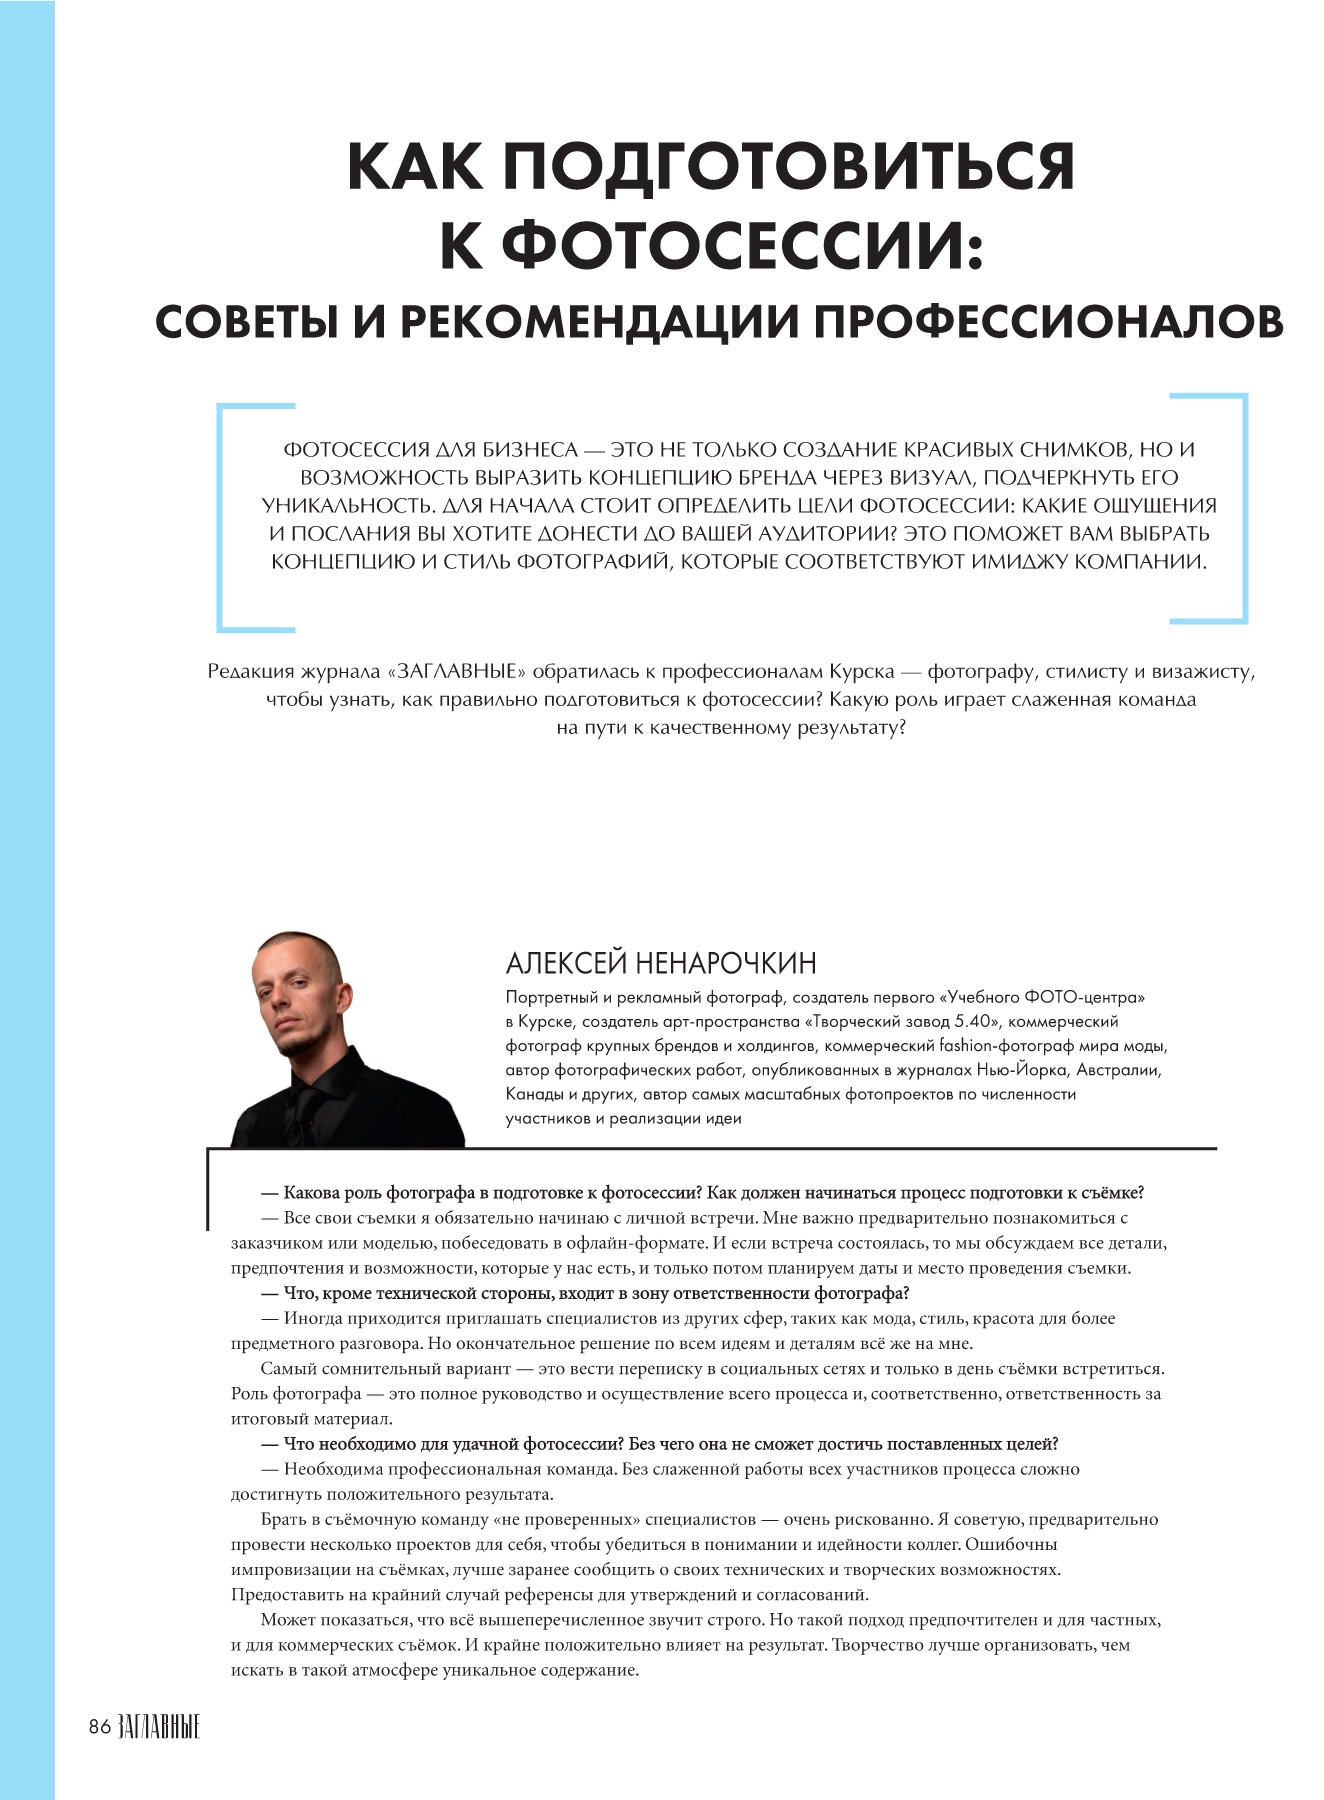 КАК ПОДГОТОВИТЬСЯ
К ФОТОСЕССИИ:
СОВЕТЫ И РЕКОМЕНДАЦИИ ПРОФЕССИОНАЛОВ
ФОТОСЕССИЯ ДЛЯ БИЗНЕСА — ЭТО НЕ ТОЛЬКО СОЗДАНИЕ КРАСИВЫХ СНИМКОВ, НО И
ВОЗМОЖНОСТЬ ВЫРАЗИТЬ КОНЦЕПЦИЮ БРЕНДА ЧЕРЕЗ ВИЗУАЛ, ПОДЧЕРКНУТЬ ЕГО
УНИКАЛЬНОСТЬ. ДЛЯ НАЧАЛА СТОИТ ОПРЕДЕЛИТЬ ЦЕЛИ ФОТОСЕССИИ: КАКИЕ ОЩУЩЕНИЯ
И ПОСЛАНИЯ ВЫ ХОТИТЕ ДОНЕСТИ ДО ВАШЕЙ АУДИТОРИИ? ЭТО ПОМОЖЕТ ВАМ ВЫБРАТЬ
КОНЦЕПЦИЮ И СТИЛЬ ФОТОГРАФИЙ, КОТОРЫЕ СООТВЕТСТВУЮТ ИМИДЖУ КОМПАНИИ.
Редакция журнала «ЗАГЛАВНЫЕ» обратилась к профессионалам Курска — фотографу, стилисту и визажисту,
чтобы узнать, как правильно подготовиться к фотосессии? Какую роль играет слаженная команда
на пути к качественному результату?
АЛЕКСЕЙ НЕНАРОЧКИН
Портретный и рекламный фотограф, создатель первого «Учебного ФОТО-центра»
в Курске, создатель арт-пространства «Творческий завод 5.40», коммерческий
фотограф крупных брендов и холдингов, коммерческий fashion-фотограф мира моды,
автор фотографических работ, опубликованных в журналах Нью-Йорка, Австралии,
Канады и других, автор самых масштабных фотопроектов по численности
участников и реализации идеи
— Какова роль фотографа в подготовке к фотосессии? Как должен начинаться процесс подготовки к съёмке?
— Все свои съемки я обязательно начинаю с личной встречи. Мне важно предварительно познакомиться с
заказчиком или моделью, побеседовать в офлайн-формате. И если встреча состоялась, то мы обсуждаем все детали,
предпочтения и возможности, которые у нас есть, и только потом планируем даты и место проведения съемки.
— Что, кроме технической стороны, входит в зону ответственности фотографа?
— Иногда приходится приглашать специалистов из других сфер, таких как мода, стиль, красота для более
предметного разговора. Но окончательное решение по всем идеям и деталям всё же на мне.
Самый сомнительный вариант — это вести переписку в социальных сетях и только в день съёмки встретиться.
Роль фотографа — это полное руководство и осуществление всего процесса и, соответственно, ответственность за
итоговый материал.
— Что необходимо для удачной фотосессии? Без чего она не сможет достичь поставленных целей?
— Необходима профессиональная команда. Без слаженной работы всех участников процесса сложно
достигнуть положительного результата.
Брать в съёмочную команду «не проверенных» специалистов — очень рискованно. Я советую, предварительно
провести несколько проектов для себя, чтобы убедиться в понимании и идейности коллег. Ошибочны
импровизации на съёмках, лучше заранее сообщить о своих технических и творческих возможностях.
Предоставить на крайний случай референсы для утверждений и согласований.
Может показаться, что всё вышеперечисленное звучит строго. Но такой подход предпочтителен и для частных,
и для коммерческих съёмок. И крайне положительно влияет на результат. Творчество лучше организовать, чем
искать в такой атмосфере уникальное содержание.
86 ЗАГЛАВНЫЕ